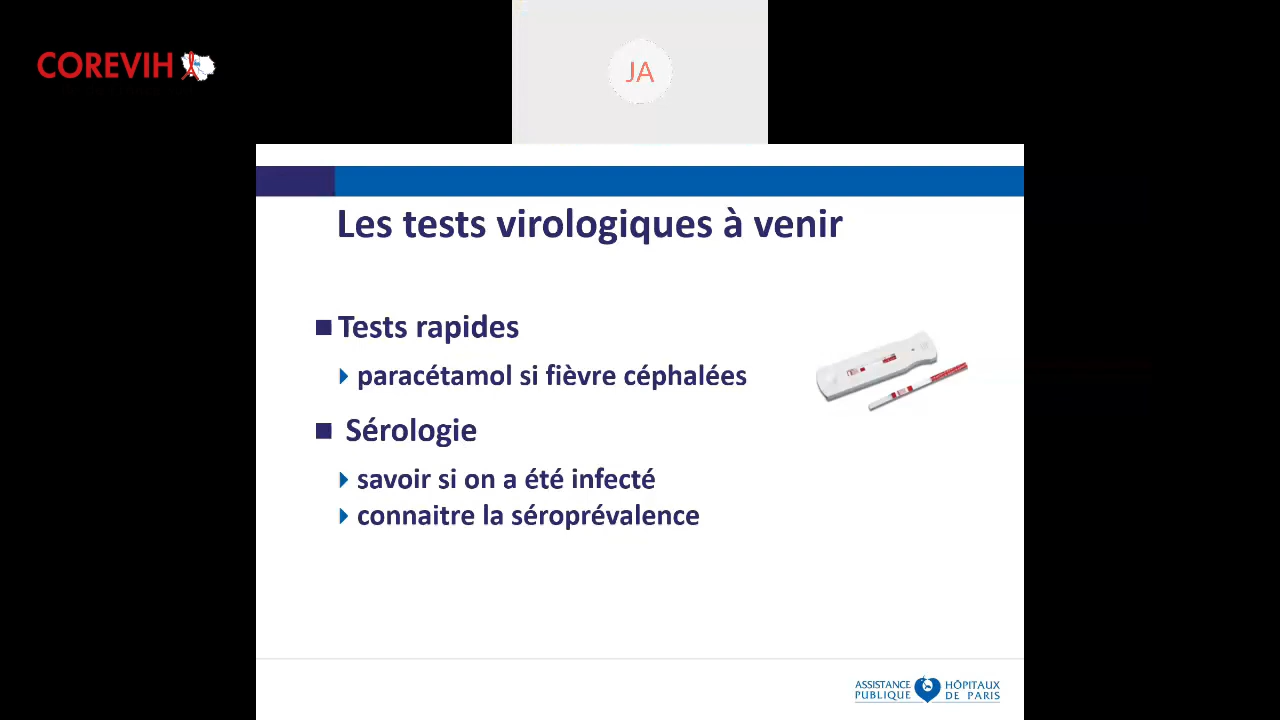 COREVIH
JA
Les tests virologiques à venir
Tests rapides
paracétamol si fièvre céphalées
Sérologie
savoir si on a été infecté
connaitre la séroprévalence
ASSISTANCE HÔPITAUX
PUBLIQUE DE PARIS